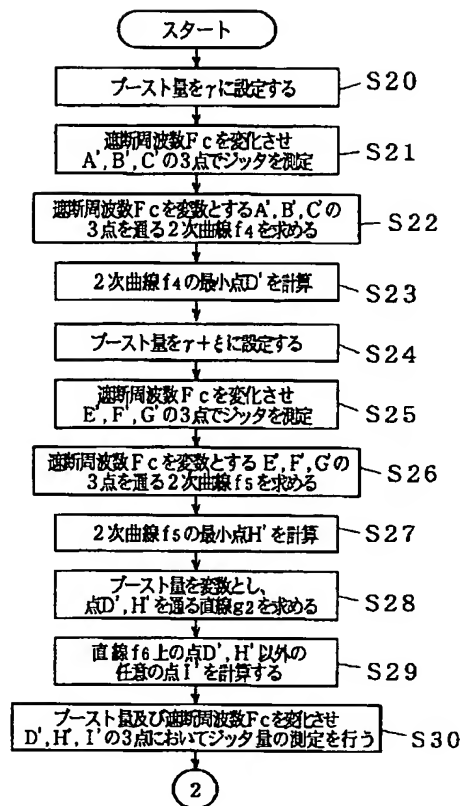 スタート
ブースト量をγに設定する
S20
遮断周波数Fcを変化させ
A',B',C'の3点でジッタを測定
S21
遮断周波数Fcを変数とするA',B',C'の
3点を通る2次曲線f4を求める
S22
2次曲線f4の最小点D'を計算
S23
ブースト量をγ+ξに設定する
S24
遮断周波数Fcを変化させ
E',F',G'の3点でジッタを測定
S25
遮断周波数Fcを変数とするE',F',G'の
3点を通る2次曲線f5を求める
S26
2次曲線f5の最小点H'を計算
S27
ブースト量を変数とし、
点D',H'を通る直線g2を求める
S28
直線f6上の点D',H'以外の
任意の点I'を計算する
S29
ブースト量及び遮断周波数Fcを変化させ
D',H',I'の3点においてジッタ量の測定を行う
S30
2